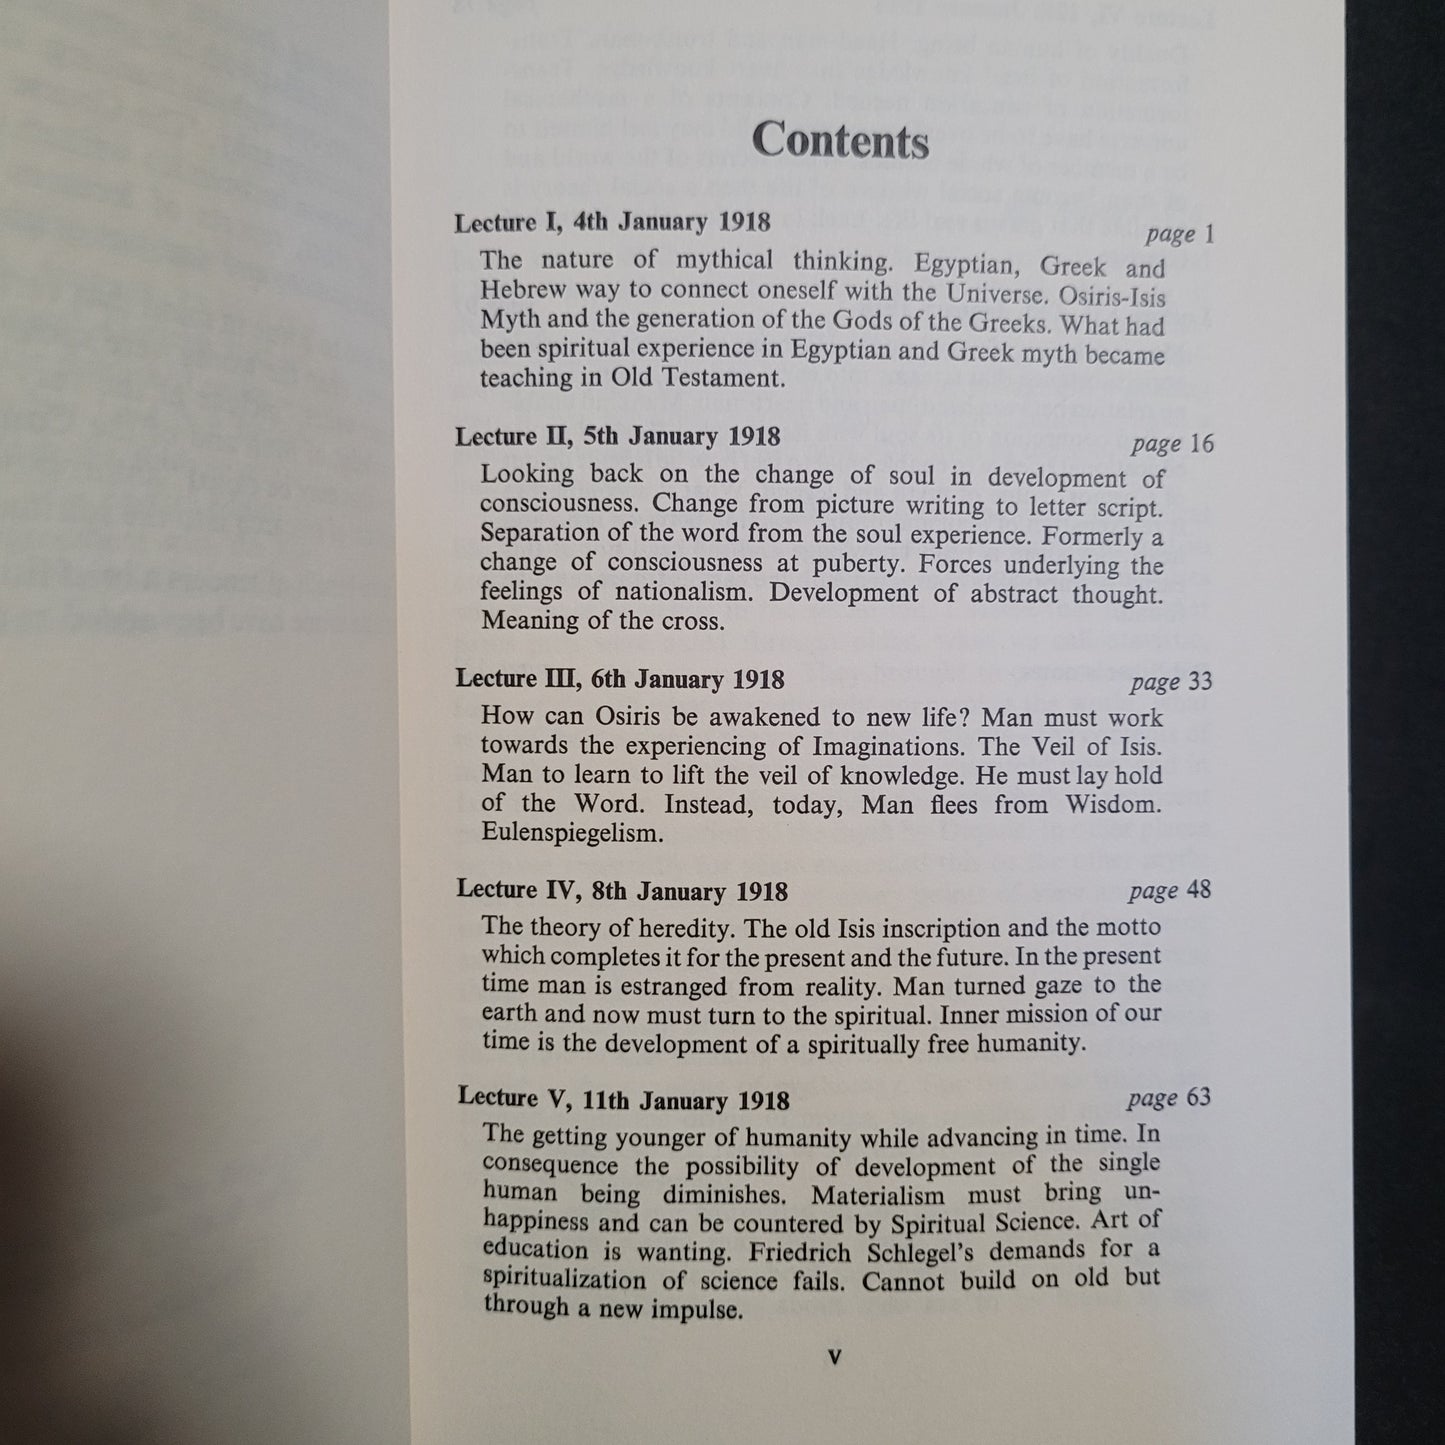 Contents
Lecture I, 4th January 1918 page 1
The nature of mythical thinking. Egyptian, Greek and
Hebrew way to connect oneself with the Universe. Osiris-Isis
Myth and the generation of the Gods of the Greeks. What had
been spiritual experience in Egyptian and Greek myth became
teaching in Old Testament.
Lecture II, 5th January 1918 page 16
Looking back on the change of soul in development of
consciousness. Change from picture writing to letter script.
Separation of the word from the soul experience. Formerly a
change of consciousness at puberty. Forces underlying the
feelings of nationalism. Development of abstract thought.
Meaning of the cross.
Lecture III, 6th January 1918 page 33
How can Osiris be awakened to new life? Man must work
towards the experiencing of Imaginations. The Veil of Isis.
Man to learn to lift the veil of knowledge. He must lay hold
of the Word. Instead, today, Man flees from Wisdom.
Eulenspiegelism.
Lecture IV, 8th January 1918 page 48
The theory of heredity. The old Isis inscription and the motto
which completes it for the present and the future. In the present
time man is estranged from reality. Man turned gaze to the
earth and now must turn to the spiritual. Inner mission of our
time is the development of a spiritually free humanity.
Lecture V, 11th January 1918 page 63
The getting younger of humanity while advancing in time. In
consequence the possibility of development of the single
human being diminishes. Materialism must bring un-
happiness and can be countered by Spiritual Science. Art of
education is wanting. Friedrich Schlegel's demands for a
spiritualization of science fails. Cannot build on old but
through a new impulse.
v